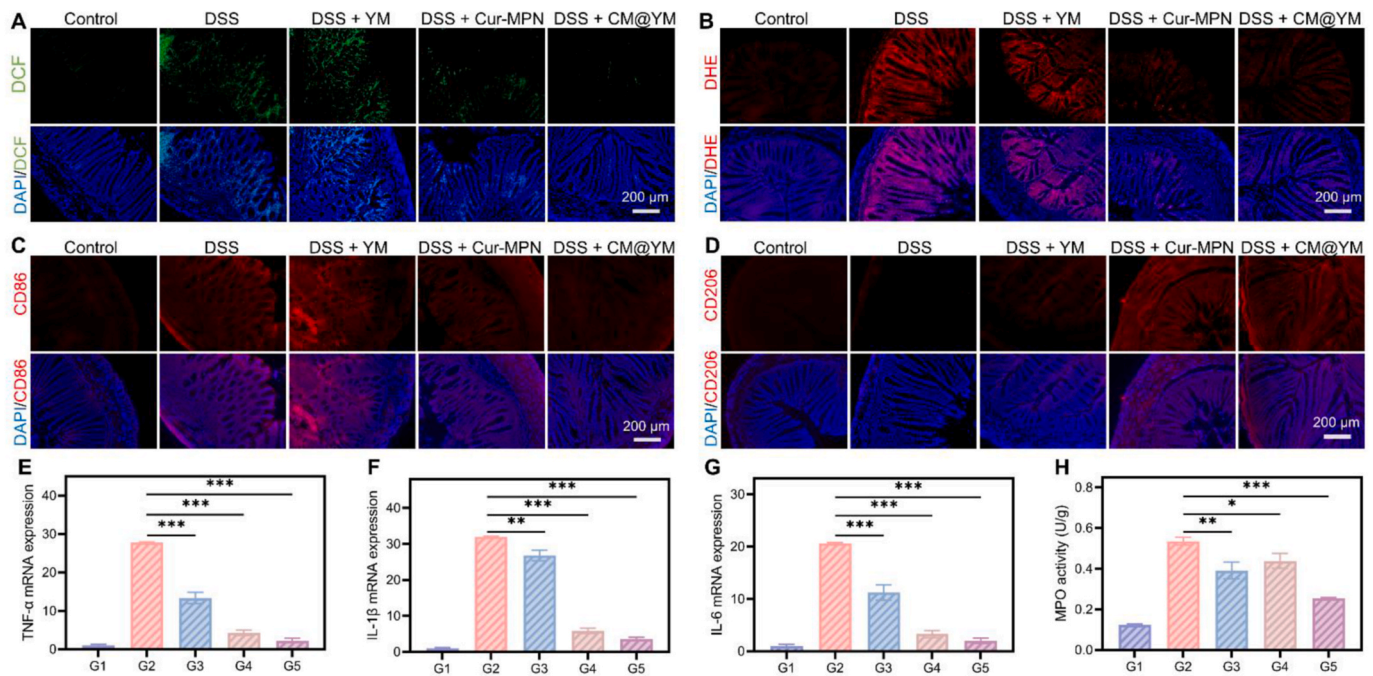 A Control DSS DSS + YM DSS + Cur-MPN DSS + CM@YM
DCF
DAPI/DCF
200 μm
B Control DSS DSS + YM DSS + Cur-MPN DSS + CM@YM
DHE
DAPI/DHE
200 μm
C Control DSS DSS + YM DSS + Cur-MPN DSS + CM@YM
CD86
DAPI/CD86
200 μm
D Control DSS DSS + YM DSS + Cur-MPN DSS + CM@YM
CD206
DAPI/CD206
200 μm
E
TNF-α mRNA expression
40
30
20
10
0
***
***
***
G1 G2 G3 G4 G5
F
IL-1β mRNA expression
40
30
20
10
0
***
***
**
G1 G2 G3 G4 G5
G
IL-6 mRNA expression
30
20
10
0
***
***
***
G1 G2 G3 G4 G5
H
MPO activity (U/g)
0.8
0.6
0.4
0.2
0.0
***
*
**
G1 G2 G3 G4 G5